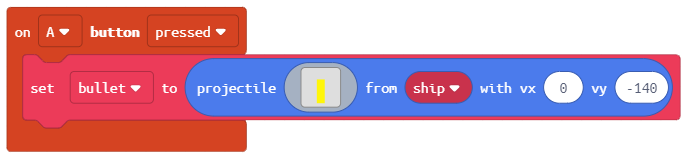 on A button pressed
set bullet to projectile from ship with vx 0 vy -140